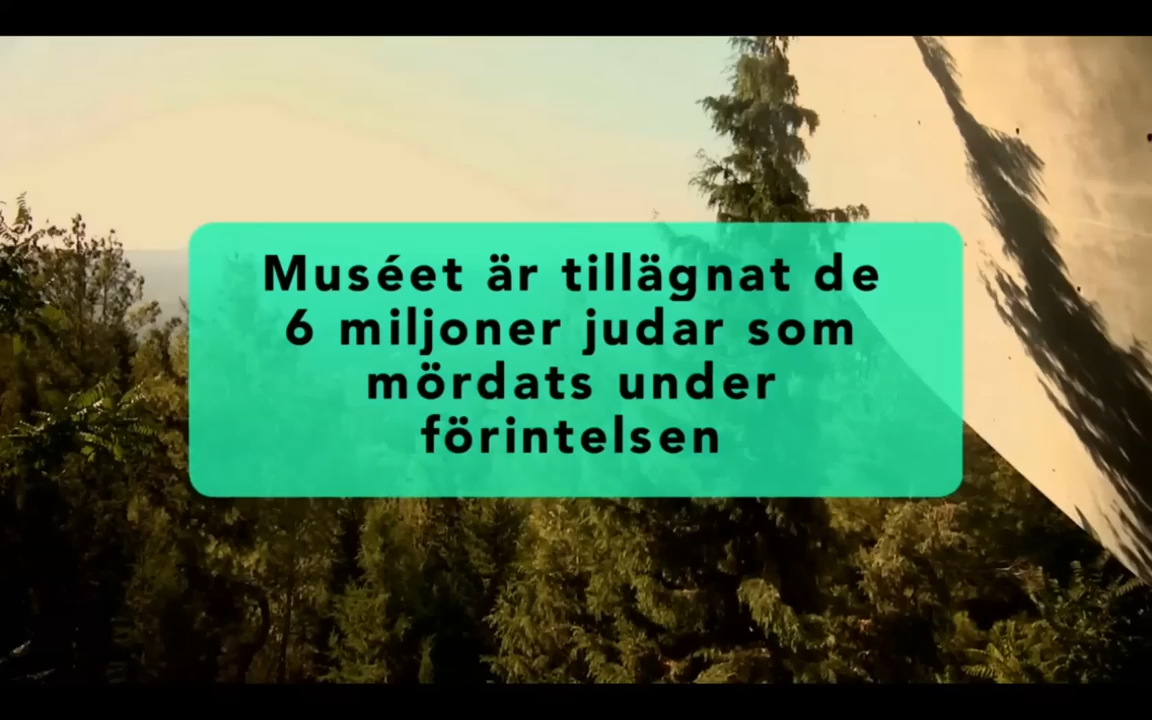 Muséet är tillägnat de
6 miljoner judar som
mördats under
förintelsen